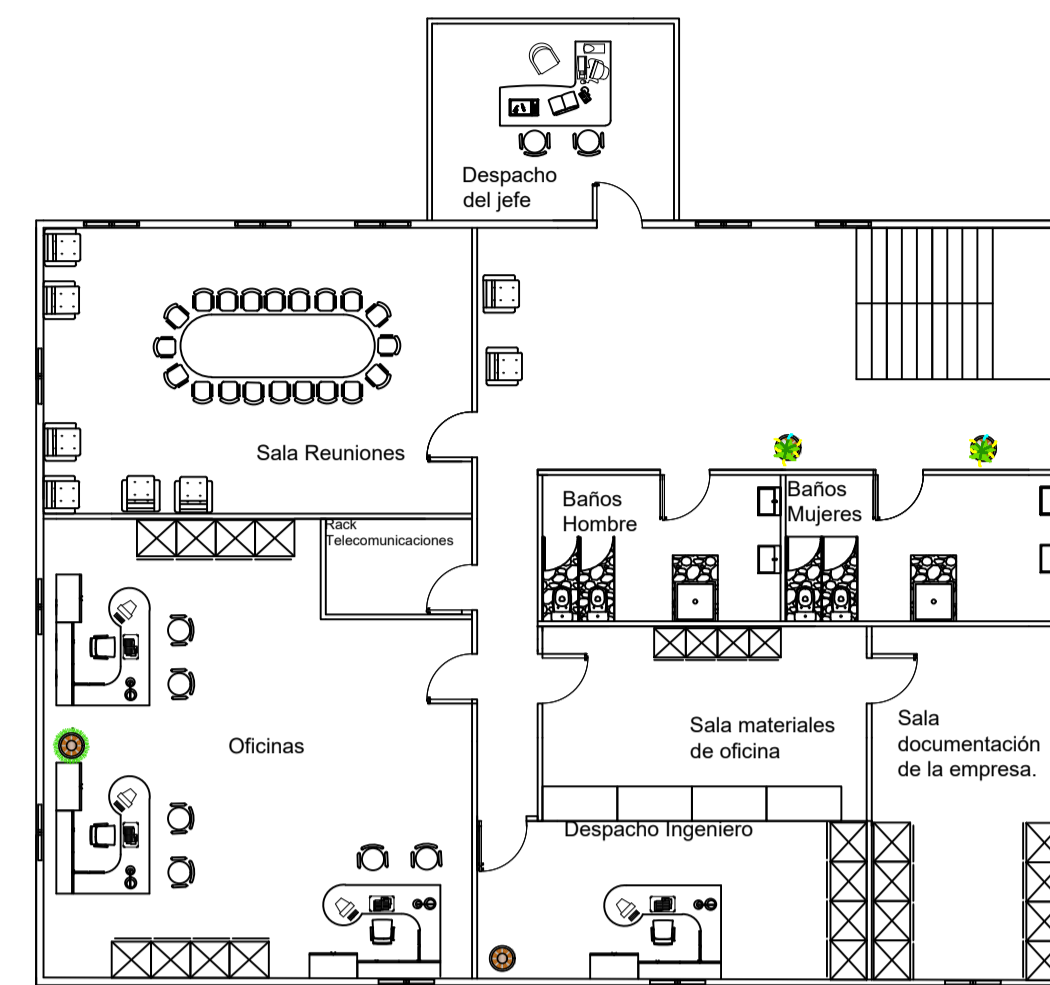 Despacho
del jefe
Sala Reuniones
Rack
Telecomunicaciones
Baños
Hombre
Baños
Mujeres
Oficinas
Sala materiales
de oficina
Sala
documentación
de la empresa.
Despacho Ingeniero